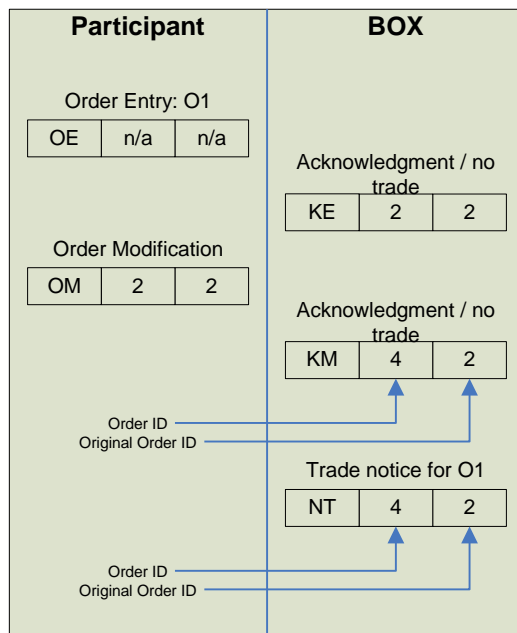 Participant
BOX
Order Entry: O1
OE n/a n/a
Acknowledgment / no
trade
KE 2 2
Order Modification
OM 2 2
Acknowledgment / no
trade
KM 4 2
Order ID
Original Order ID
Trade notice for O1
NT 4 2
Order ID
Original Order ID